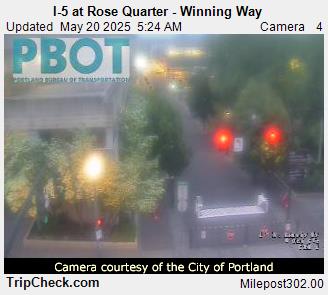 I-5 at Rose Quarter - Winning Way
Updated May 20 2025 5:24 AM Camera 4
PBOT
PORTLAND BUREAU OF TRANSPORTATION
Camera courtesy of the City of Portland
TripCheck.com Milepost302.00